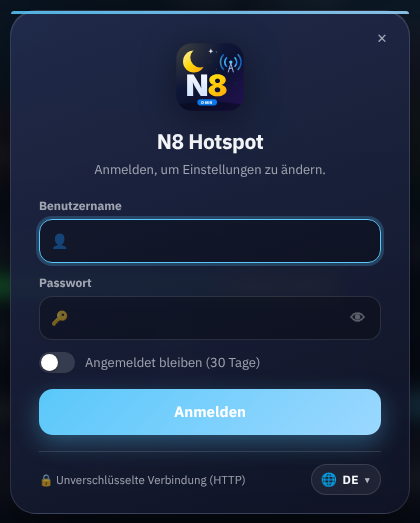 N8
N8 Hotspot
Anmelden, um Einstellungen zu ändern.
Benutzername
Passwort
Angemeldet bleiben (30 Tage)
Anmelden
Unverschlüsselte Verbindung (HTTP)
DE